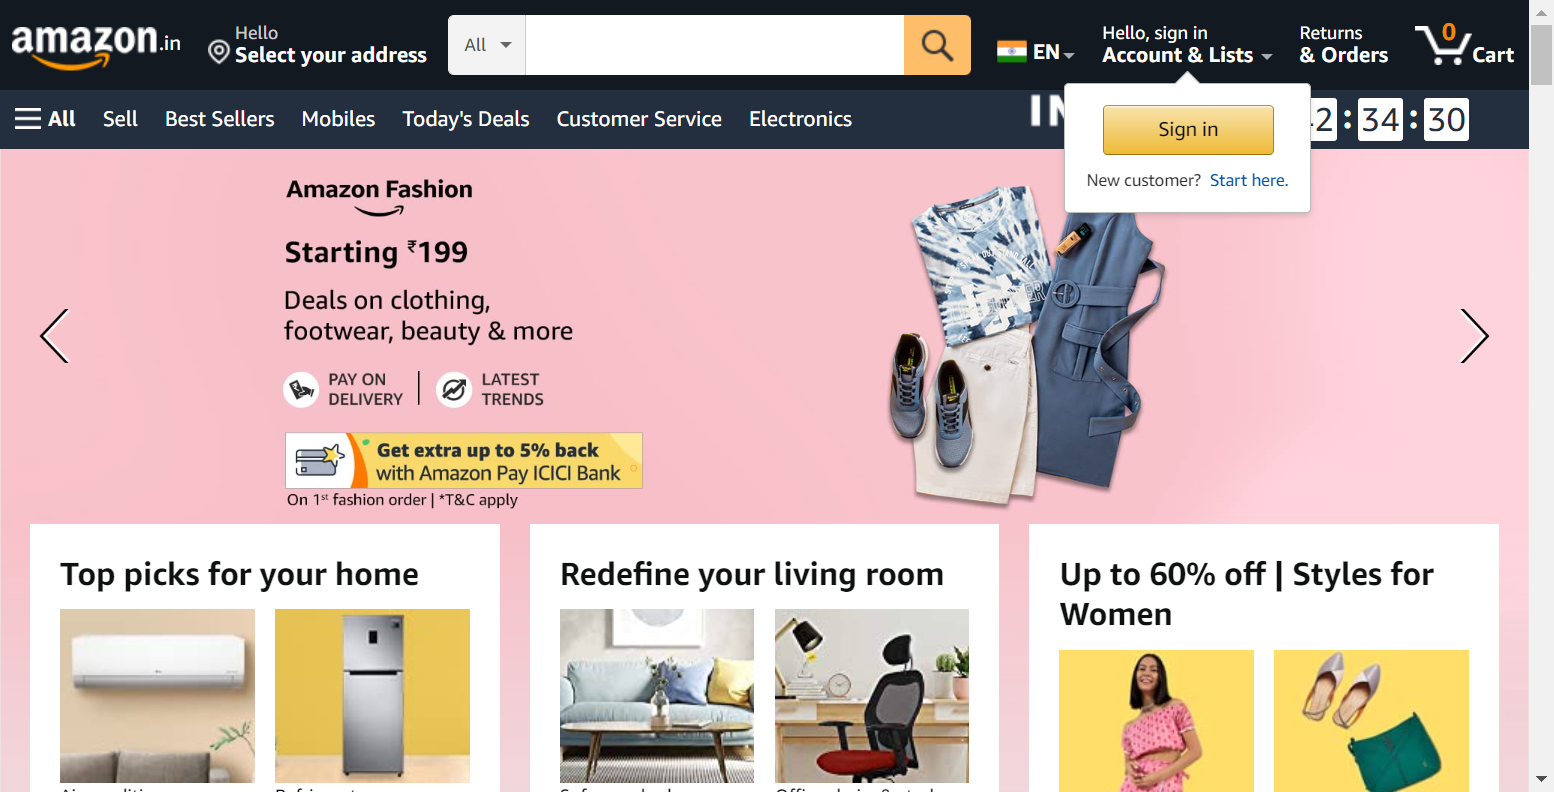 amazon.in
Hello
Select your address
All
EN
Hello, sign in
Account & Lists
Returns
& Orders
0
Cart
All
Sell
Best Sellers
Mobiles
Today's Deals
Customer Service
Electronics
2 : 34 : 30
Sign in
New customer? Start here.
Amazon Fashion
Starting ₹199
Deals on clothing,
footwear, beauty & more
PAY ON
DELIVERY
LATEST
TRENDS
Get extra up to 5% back
with Amazon Pay ICICI Bank
On 1st fashion order | *T&C apply
Top picks for your home
Redefine your living room
Up to 60% off | Styles for
Women